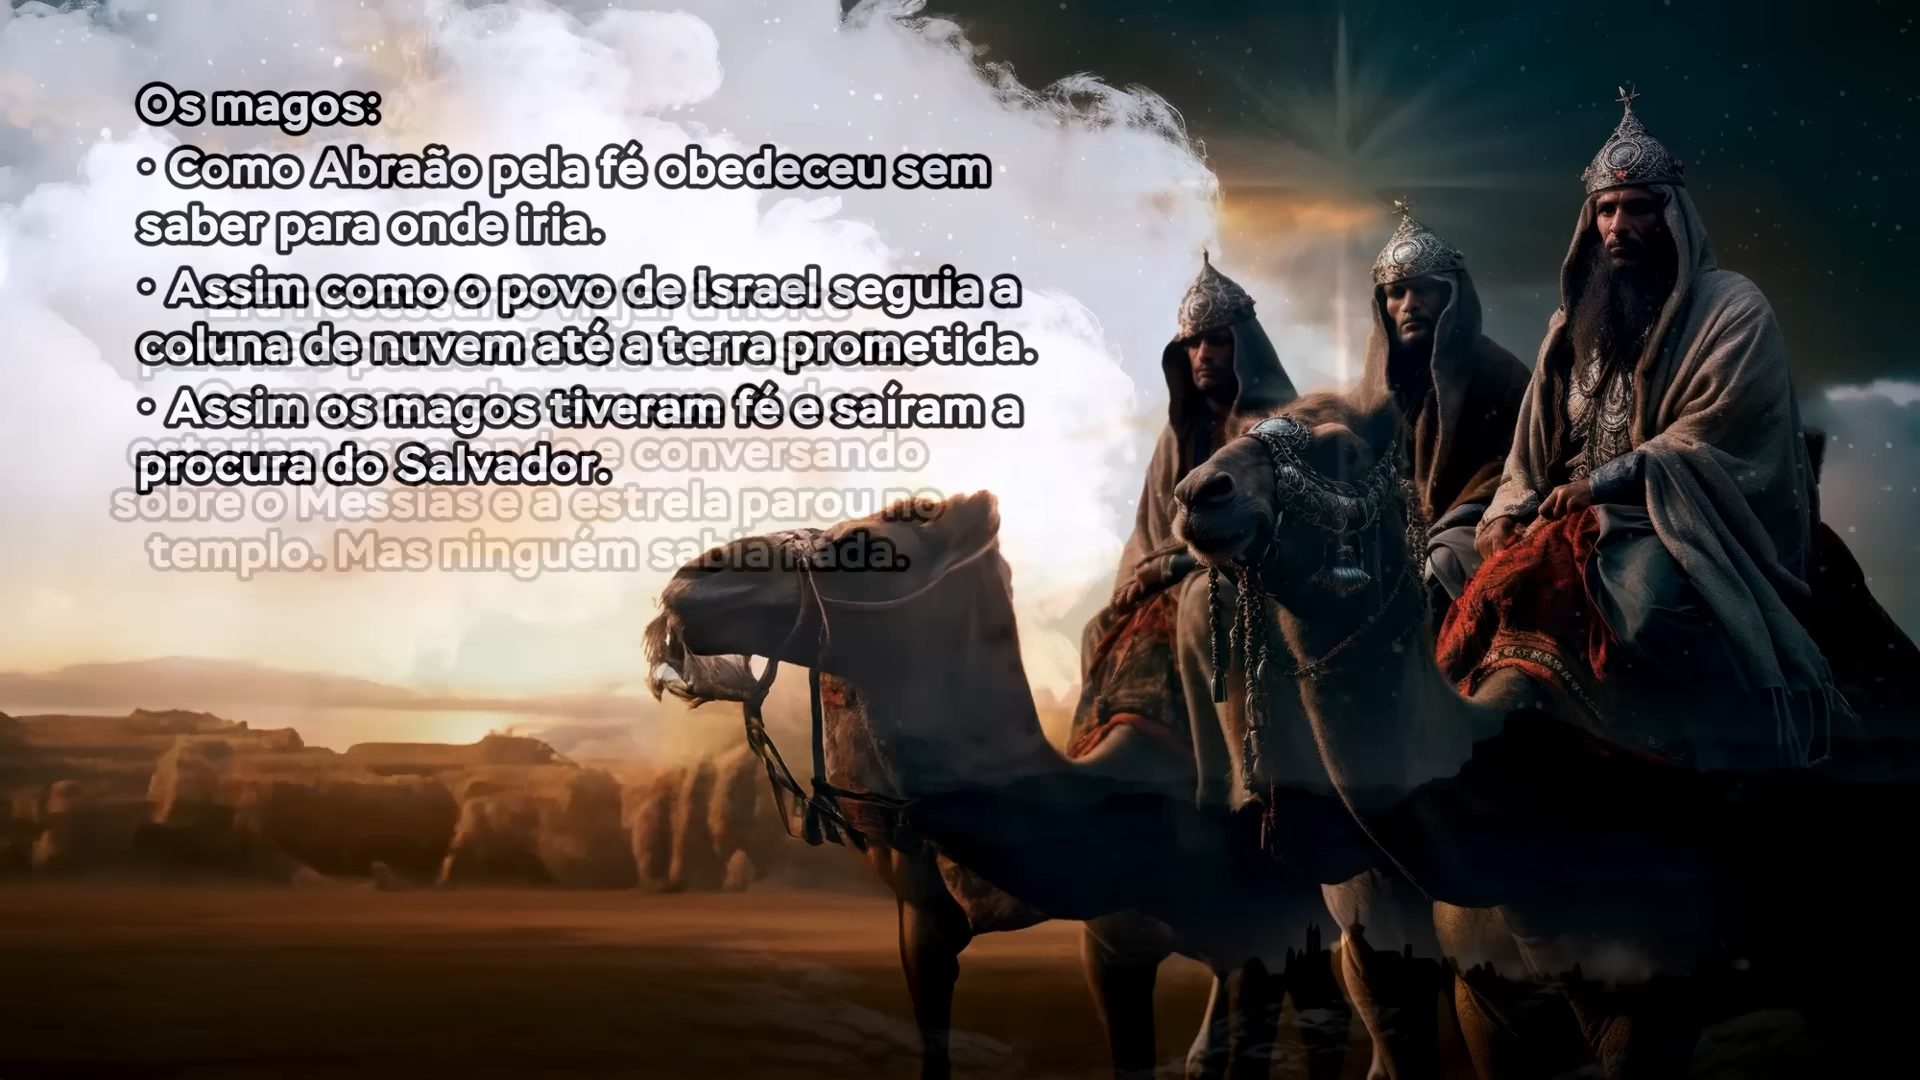 Os magos:
• Como Abraão pela fé obedeceu sem
saber para onde iria.
• Assim como o povo de Israel seguia a
coluna de nuvem até a terra prometida.
• Assim os magos tiveram fé e saíram a
procura do Salvador.
e conversando
sobre o Messias e a estrela parou no
templo. Mas ninguém sabia nada.